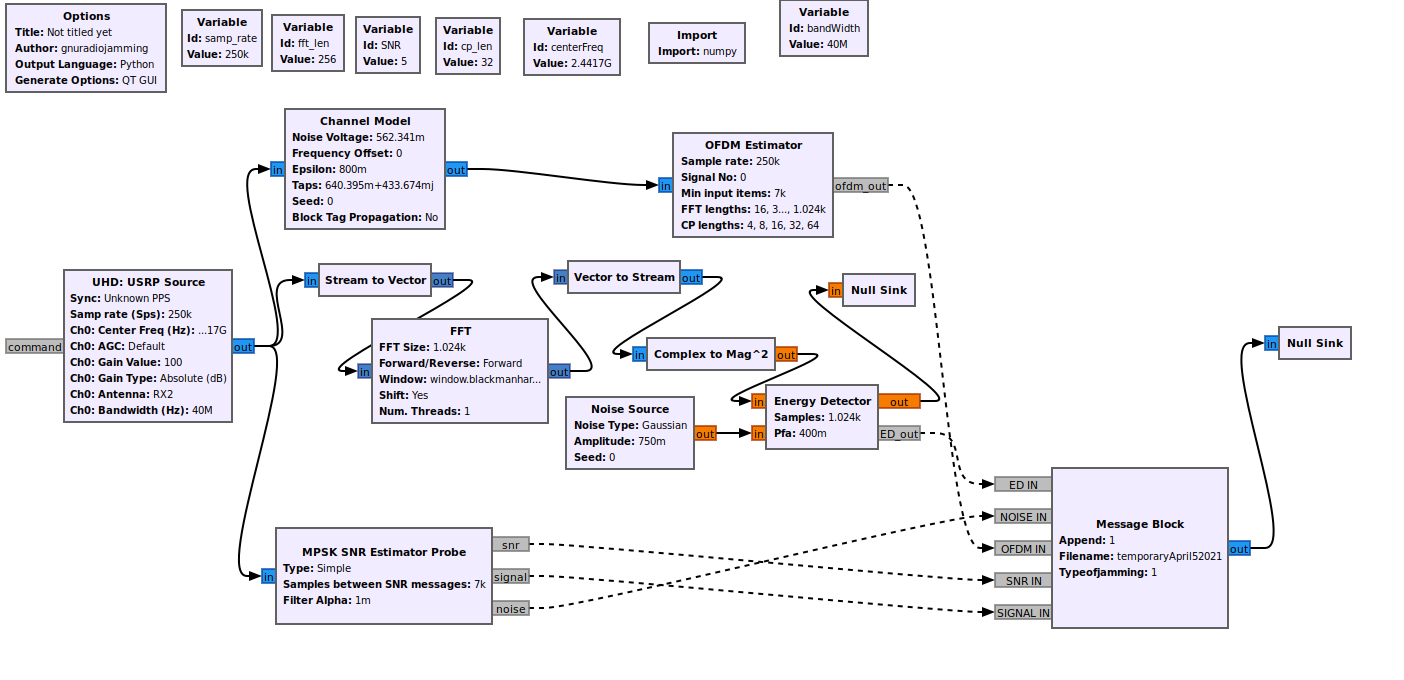 Options
Title: Not titled yet
Author: gnuradiojamming
Output Language: Python
Generate Options: QT GUI
Variable
Id: samp_rate
Value: 250k
Variable
Id: fft_len
Value: 256
Variable
Id: SNR
Value: 5
Variable
Id: cp_len
Value: 32
Variable
Id: centerFreq
Value: 2.4417G
Import
Import: numpy
Variable
Id: bandWidth
Value: 40M
Channel Model
Noise Voltage: 562.341m
Frequency Offset: 0
Epsilon: 800m
Taps: 640.395m+433.674mj
Seed: 0
Block Tag Propagation: No
in
out
OFDM Estimator
Sample rate: 250k
Signal No: 0
Min input items: 7k
FFT lengths: 16, 3..., 1.024k
CP lengths: 4, 8, 16, 32, 64
in
ofdm_out
UHD: USRP Source
Sync: Unknown PPS
Samp rate (Sps): 250k
Ch0: Center Freq (Hz): ...17G
Ch0: AGC: Default
Ch0: Gain Value: 100
Ch0: Gain Type: Absolute (dB)
Ch0: Antenna: RX2
Ch0: Bandwidth (Hz): 40M
command
out
in
Stream to Vector
out
FFT
FFT Size: 1.024k
Forward/Reverse: Forward
Window: window.blackmanhar...
Shift: Yes
Num. Threads: 1
in
out
in
Vector to Stream
out
in
Complex to Mag^2
out
in
Null Sink
Noise Source
Noise Type: Gaussian
Amplitude: 750m
Seed: 0
out
Energy Detector
Samples: 1.024k
Pfa: 400m
in
in
out
ED_out
in
Null Sink
MPSK SNR Estimator Probe
Type: Simple
Samples between SNR messages: 7k
Filter Alpha: 1m
in
snr
signal
noise
ED IN
NOISE IN
OFDM IN
SNR IN
SIGNAL IN
Message Block
Append: 1
Filename: temporaryApril52021
Typeofjamming: 1
out